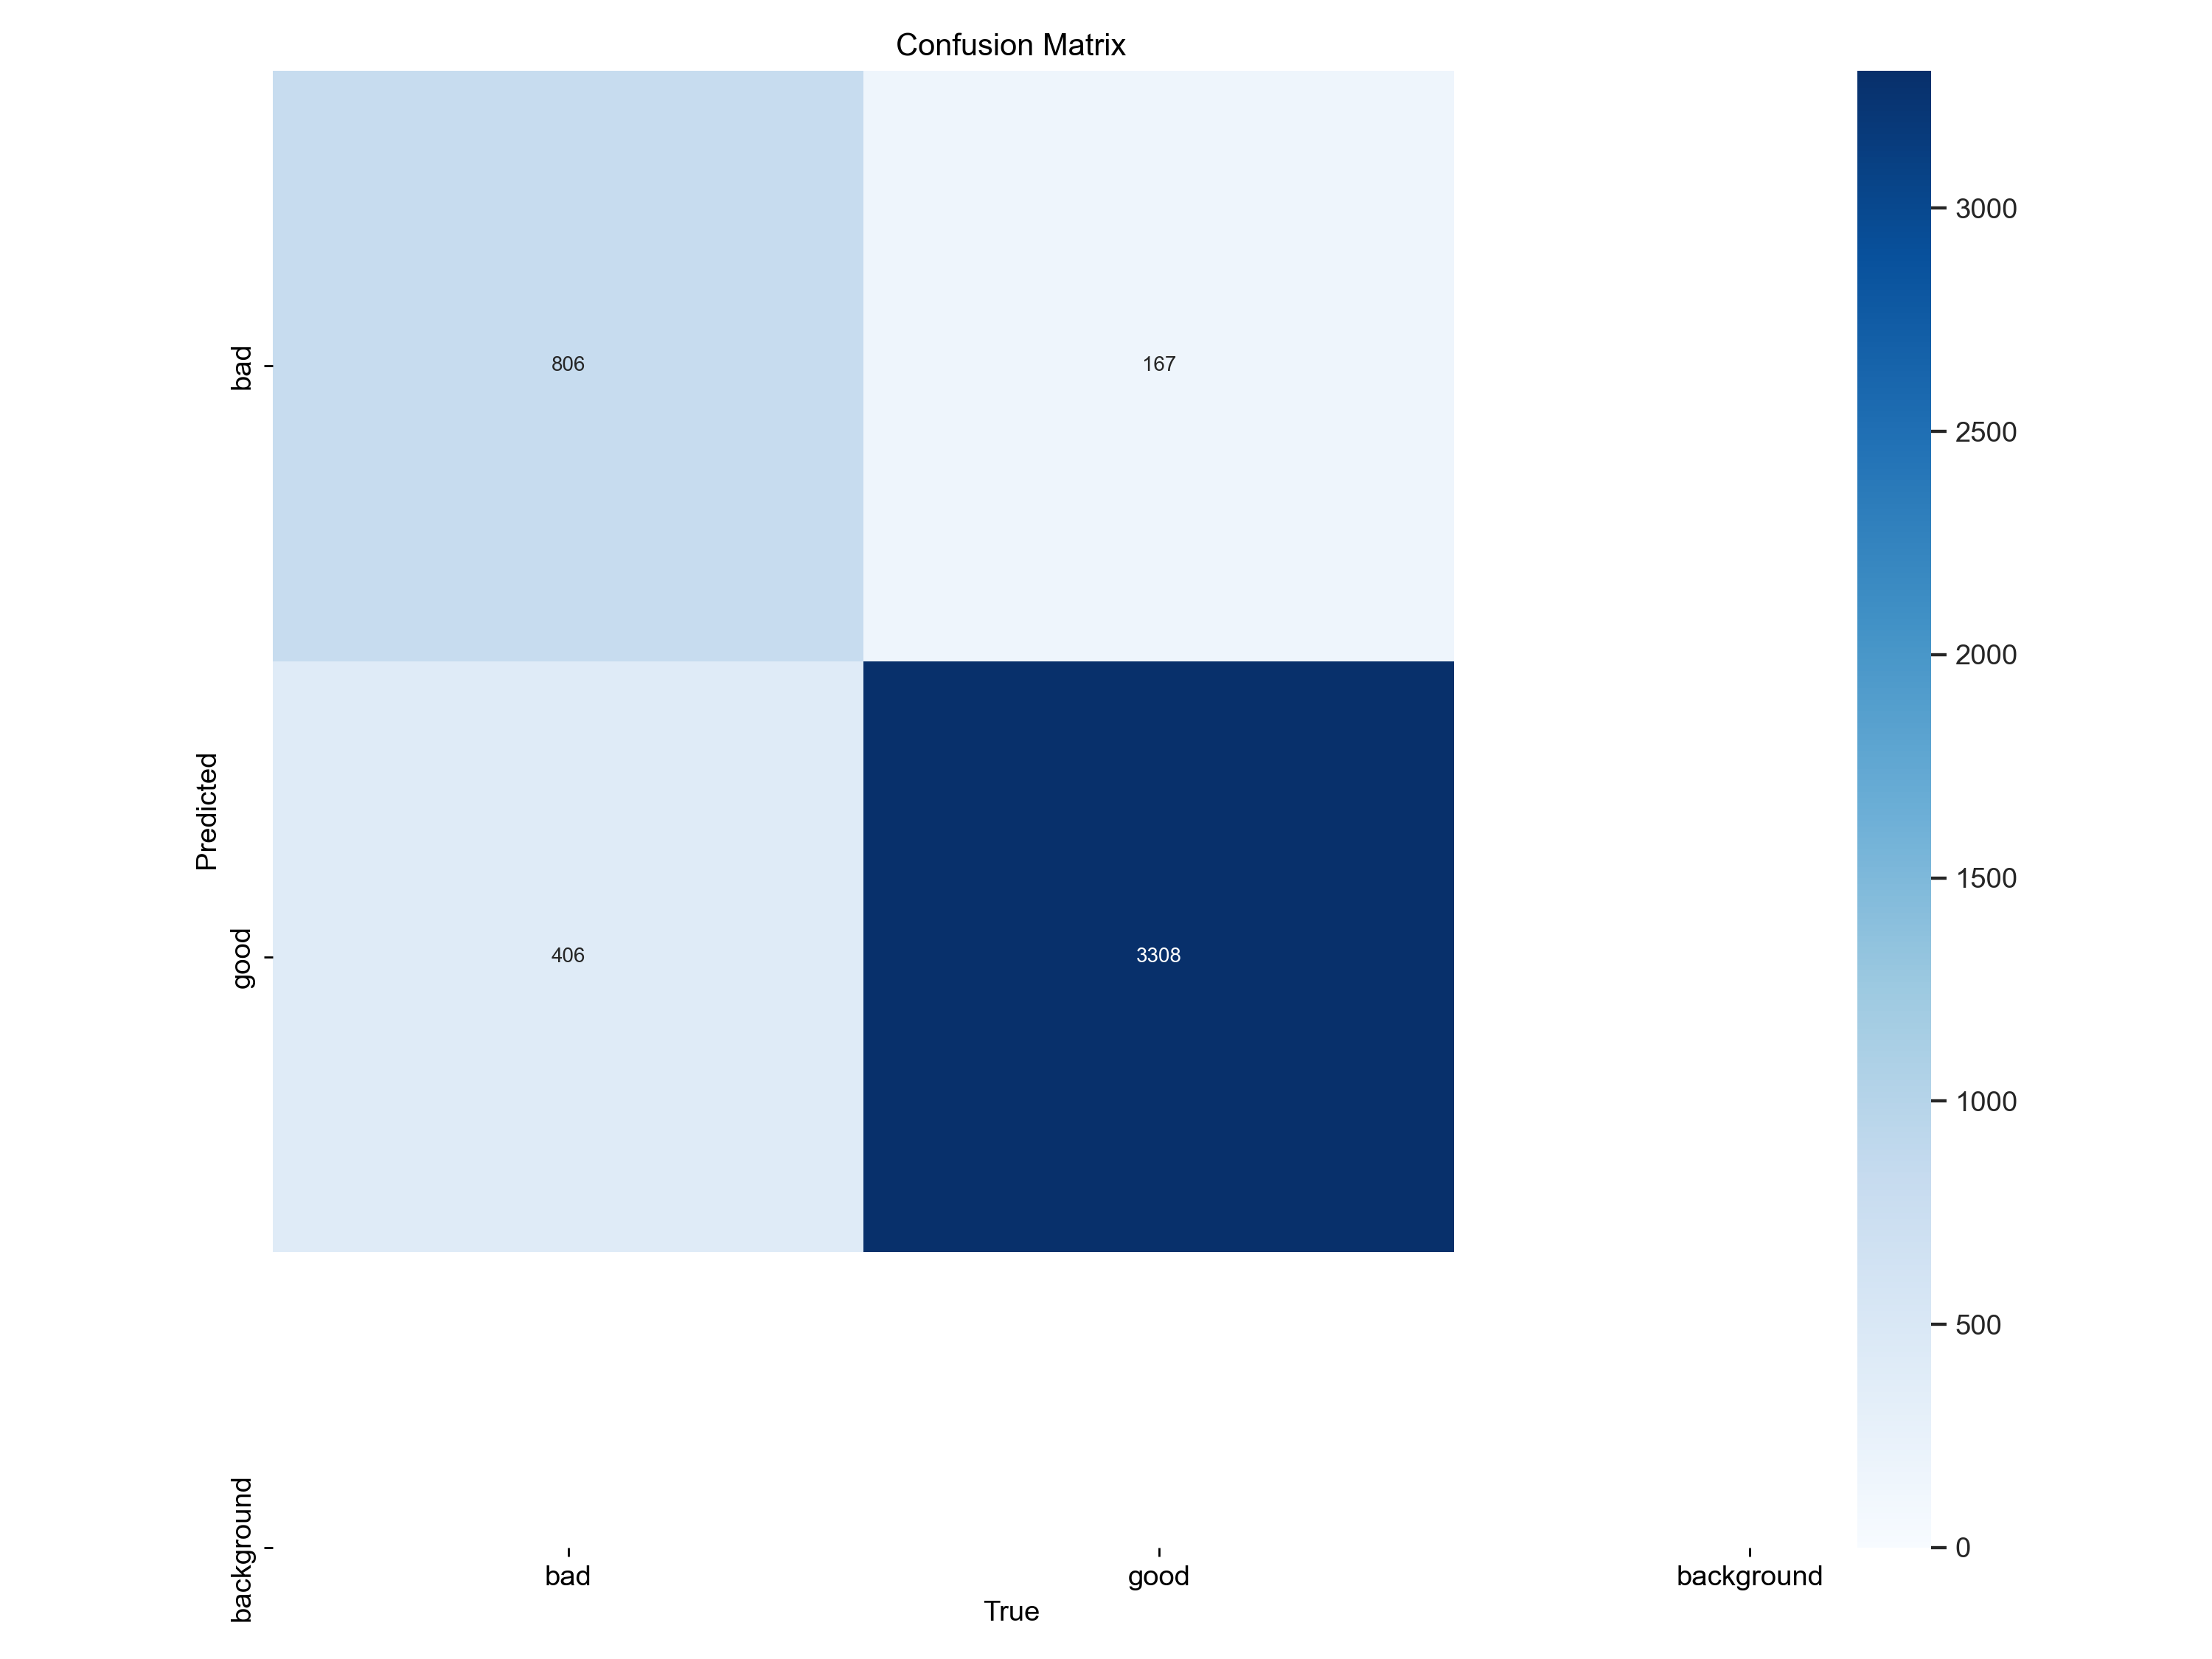 Confusion Matrix
bad
806
167
Predicted
good
406
3308
background
bad
good
background
True
3000
2500
2000
1500
1000
500
0